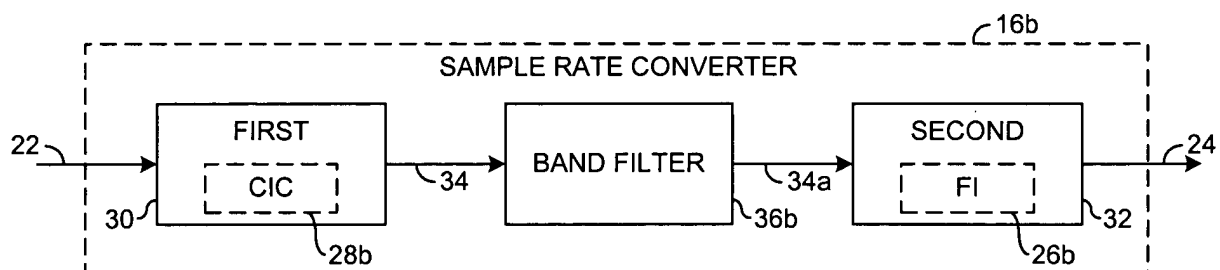 16b
SAMPLE RATE CONVERTER
FIRST
SECOND
22
CIC
34
BAND FILTER
34a
FI
24
30
28b
36b
26b
32